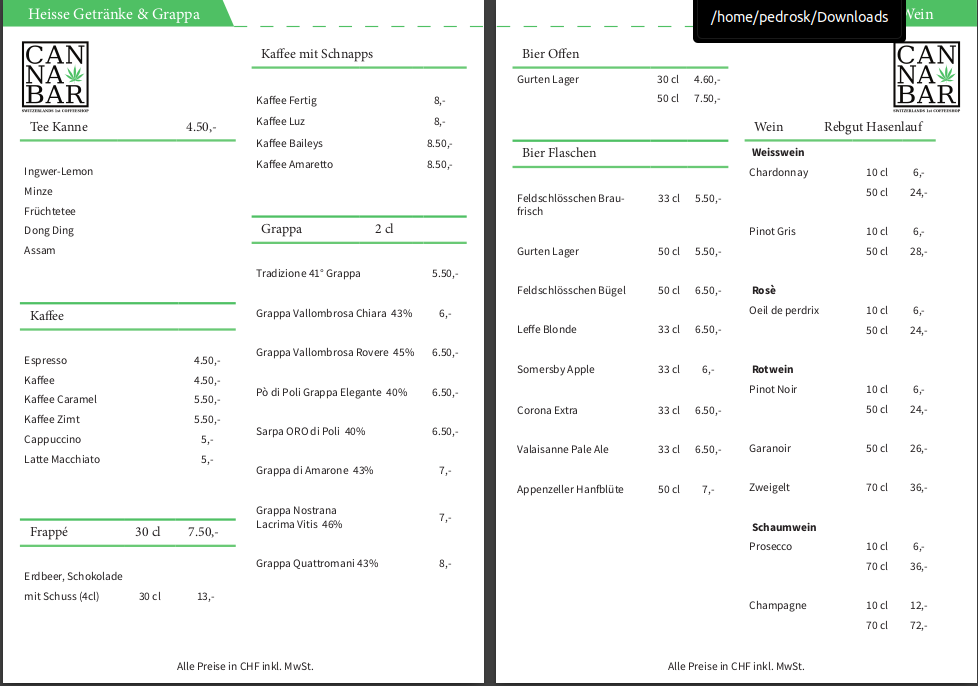 Heisse Getränke & Grappa
CAN
NA
BAR
SWITZERLANDS 1st COFFEESHOP
Tee Kanne 4.50,-
Ingwer-Lemon
Minze
Früchtetee
Dong Ding
Assam
Kaffee
Espresso 4.50,-
Kaffee 4.50,-
Kaffee Caramel 5.50,-
Kaffee Zimt 5.50,-
Cappuccino 5,-
Latte Macchiato 5,-
Frappé 30 cl 7.50,-
Erdbeer, Schokolade
mit Schuss (4cl) 30 cl 13,-
Kaffee mit Schnapps
Kaffee Fertig 8,-
Kaffee Luz 8,-
Kaffee Baileys 8.50,-
Kaffee Amaretto 8.50,-
Grappa 2 cl
Tradizione 41° Grappa 5.50,-
Grappa Vallombrosa Chiara 43% 6,-
Grappa Vallombrosa Rovere 45% 6.50,-
Pò di Poli Grappa Elegante 40% 6.50,-
Sarpa ORO di Poli 40% 6.50,-
Grappa di Amarone 43% 7,-
Grappa Nostrana
Lacrima Vitis 46% 7,-
Grappa Quattromani 43% 8,-
Alle Preise in CHF inkl. MwSt.
/home/pedrosk/Downloads
Wein
Bier Offen
Gurten Lager 30 cl 4.60,-
50 cl 7.50,-
Bier Flaschen
Feldschlösschen Brau-
frisch 33 cl 5.50,-
Gurten Lager 50 cl 5.50,-
Feldschlösschen Bügel 50 cl 6.50,-
Leffe Blonde 33 cl 6.50,-
Somersby Apple 33 cl 6,-
Corona Extra 33 cl 6.50,-
Valaisanne Pale Ale 33 cl 6.50,-
Appenzeller Hanfblüte 50 cl 7,-
CAN
NA
BAR
SWITZERLANDS 1st COFFEESHOP
Wein Rebgut Hasenlauf
Weisswein
Chardonnay 10 cl 6,-
50 cl 24,-
Pinot Gris 10 cl 6,-
50 cl 28,-
Rosè
Oeil de perdrix 10 cl 6,-
50 cl 24,-
Rotwein
Pinot Noir 10 cl 6,-
50 cl 24,-
Garanoir 50 cl 26,-
Zweigelt 70 cl 36,-
Schaumwein
Prosecco 10 cl 6,-
70 cl 36,-
Champagne 10 cl 12,-
70 cl 72,-
Alle Preise in CHF inkl. MwSt.